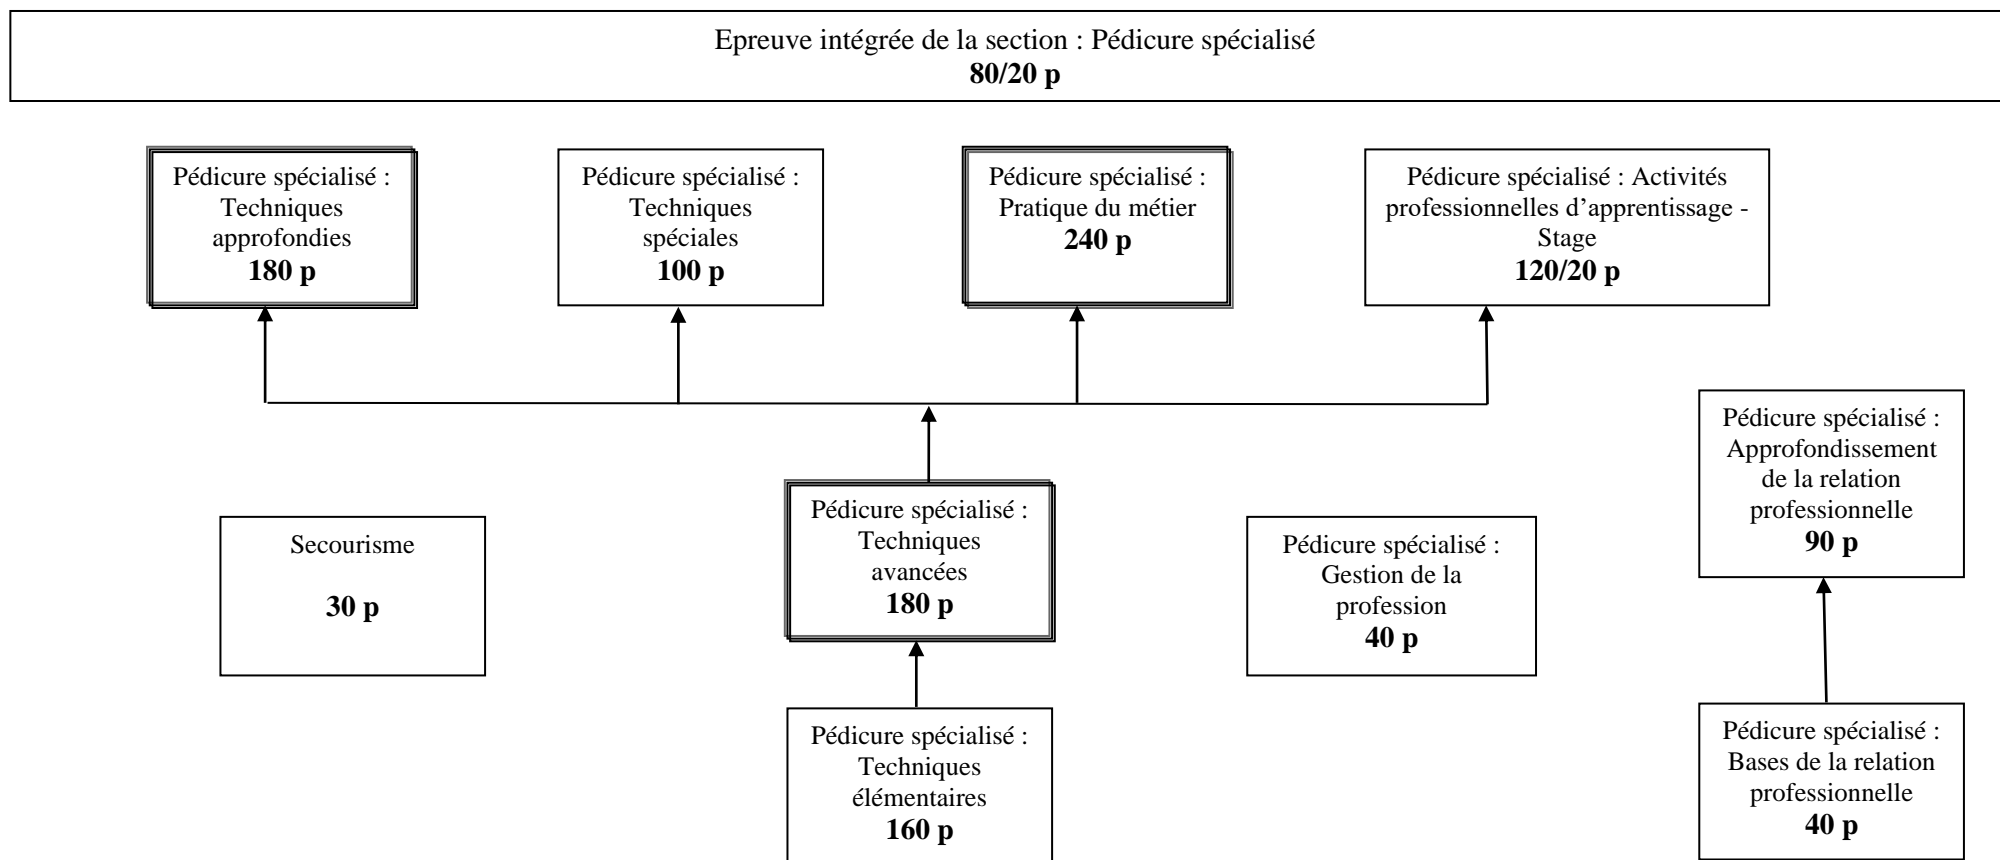 Epreuve intégrée de la section : Pédicure spécialisé
80/20 p
Pédicure spécialisé :
Techniques
approfondies
180 p
Pédicure spécialisé :
Techniques
spéciales
100 p
Pédicure spécialisé :
Pratique du métier
240 p
Pédicure spécialisé : Activités
professionnelles d’apprentissage -
Stage
120/20 p
Pédicure spécialisé :
Approfondissement
de la relation
professionnelle
90 p
Secourisme
30 p
Pédicure spécialisé :
Techniques
avancées
180 p
Pédicure spécialisé :
Gestion de la
profession
40 p
Pédicure spécialisé :
Techniques
élémentaires
160 p
Pédicure spécialisé :
Bases de la relation
professionnelle
40 p